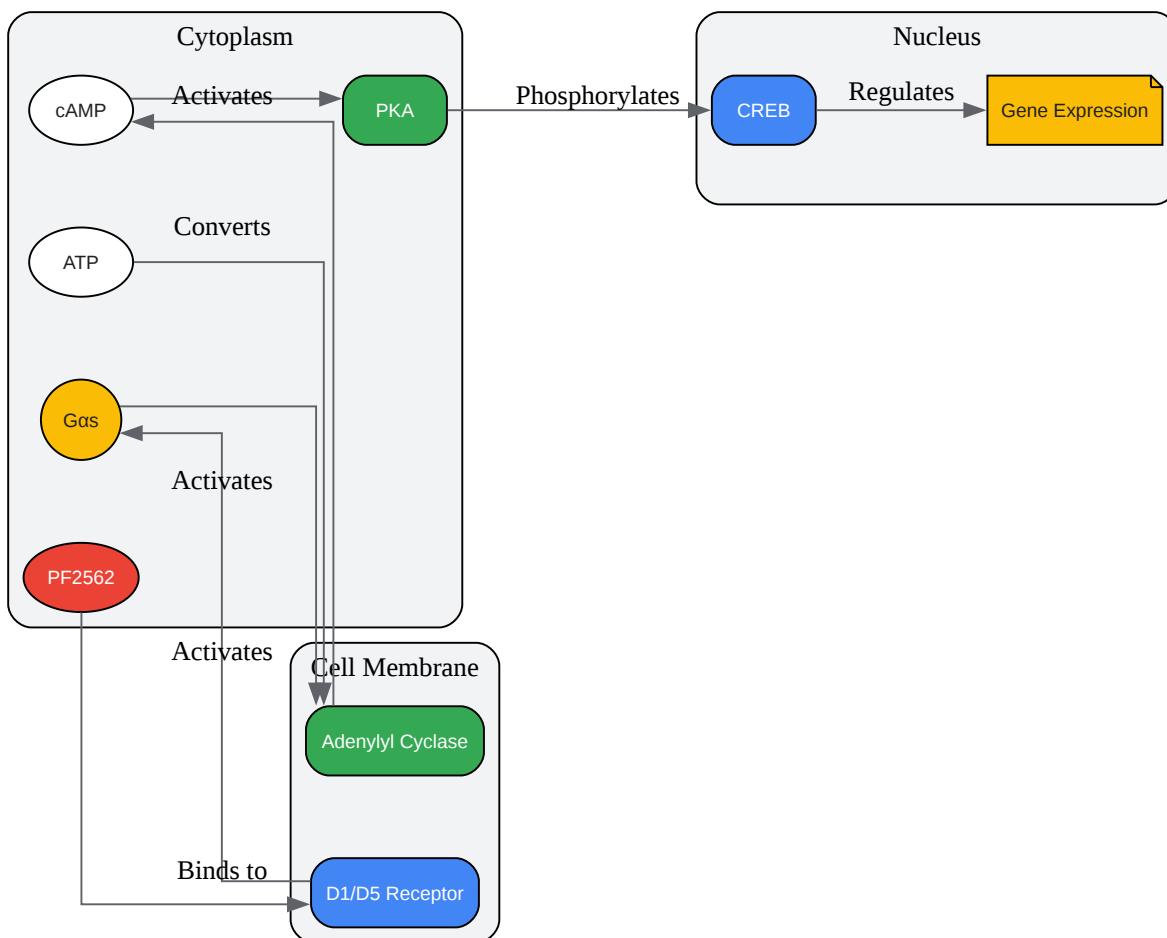 Cytoplasm
Nucleus
cAMP
Activates
PKA
Phosphorylates
CREB
Regulates
Gene Expression
Converts
ATP
Gαs
Activates
PF2562
Activates
Cell Membrane
Adenylyl Cyclase
Binds to
D1/D5 Receptor